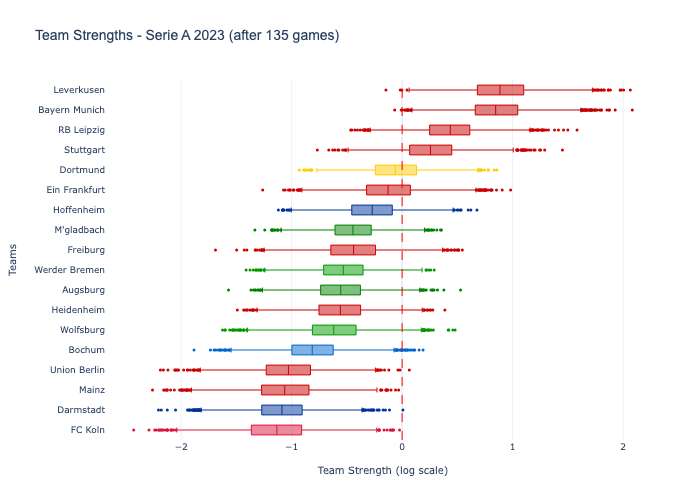 Team Strengths - Serie A 2023 (after 135 games)
Leverkusen
Bayern Munich
RB Leipzig
Stuttgart
Dortmund
Ein Frankfurt
Hoffenheim
M'gladbach
Freiburg
Werder Bremen
Augsburg
Heidenheim
Wolfsburg
Bochum
Union Berlin
Mainz
Darmstadt
FC Koln
Teams
−2 −1 0 1 2
Team Strength (log scale)